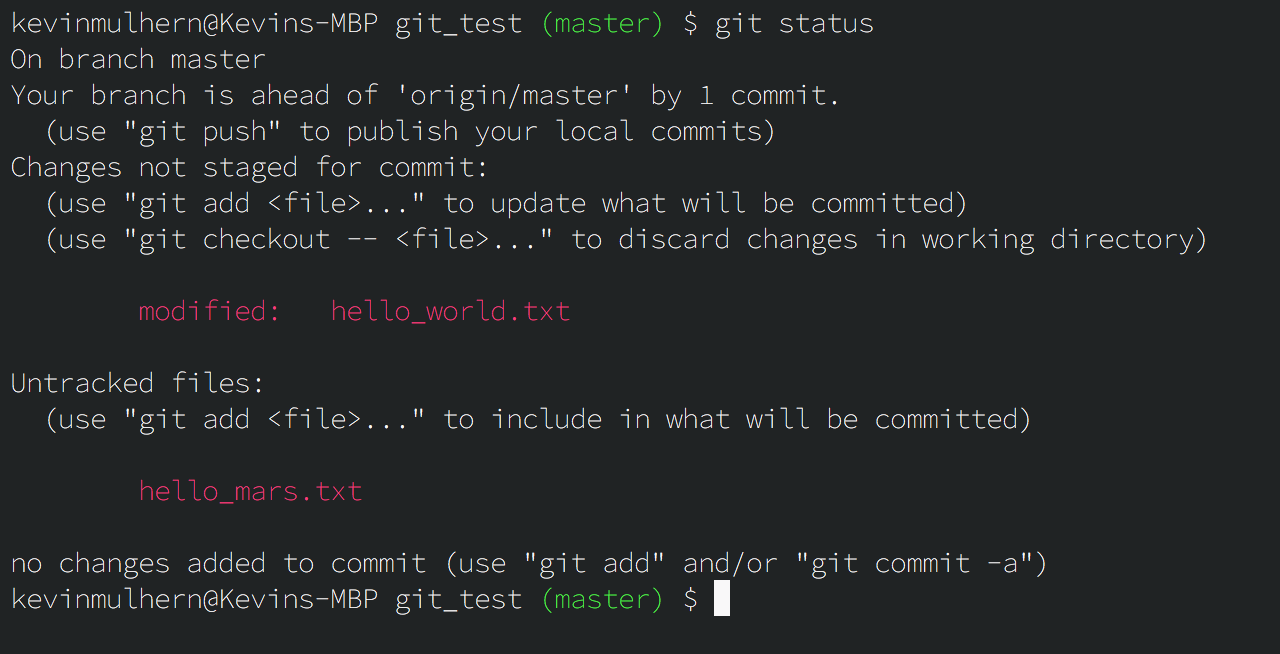 kevinmulhern@Kevins-MBP git_test (master) $ git status
On branch master
Your branch is ahead of 'origin/master' by 1 commit.
  (use "git push" to publish your local commits)
Changes not staged for commit:
  (use "git add <file>..." to update what will be committed)
  (use "git checkout -- <file>..." to discard changes in working directory)
        modified:   hello_world.txt
Untracked files:
  (use "git add <file>..." to include in what will be committed)
        hello_mars.txt
no changes added to commit (use "git add" and/or "git commit -a")
kevinmulhern@Kevins-MBP git_test (master) $